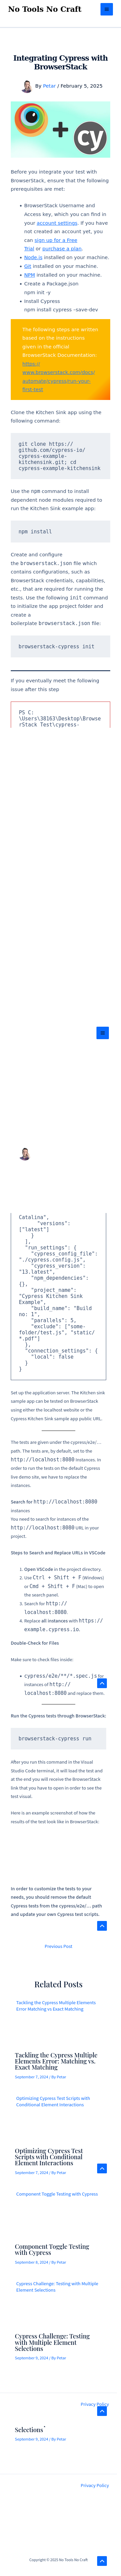 No Tools No Craft
Integrating Cypress with
BrowserStack
By Petar / February 5, 2025
cy
Before you integrate your test with
BrowserStack, ensure that the following
prerequisites are met:
BrowserStack Username and
Access key, which you can find in
your account settings. If you have
not created an account yet, you
can sign up for a Free
Trial or purchase a plan.
Node.js installed on your machine.
Git installed on your machine.
NPM installed on your machine.
Create a Package.json
npm init -y
Install Cypress
npm install cypress –save-dev
The following steps are written
based on the instructions
given in the official
BrowserStack Documentation:
https://
www.browserstack.com/docs/
automate/cypress/run-your-
first-test
Clone the Kitchen Sink app using the
following command:
git clone https://
github.com/cypress-io/
cypress-example-
kitchensink.git; cd
cypress-example-kitchensink
Use the npm command to install
dependent node modules required to
run the Kitchen Sink example app:
npm install
Create and configure
the browserstack.json file which
contains configurations, such as
BrowserStack credentials, capabilities,
etc., that are required for running the
tests. Use the following init command
to initialize the app project folder and
create a
boilerplate browserstack.json file:
browserstack-cypress init
If you eventually meet the following
issue after this step
PS C:
\Users\38163\Desktop\Browse
rStack Test\cypress-
Catalina",
"versions":
["latest"]
}
],
"run_settings": {
"cypress_config_file":
"./cypress.config.js",
"cypress_version":
"13.latest",
"npm_dependencies":
{},
"project_name":
"Cypress Kitchen Sink
Example",
"build_name": "Build
no: 1",
"parallels": 5,
"exclude": ["some-
folder/test.js", "static/
*.pdf"]
},
"connection_settings": {
"local": false
}
}
Set up the application server. The Kitchen sink
sample app can be tested on BrowserStack
using either the localhost website or the
Cypress Kitchen Sink sample app public URL.
The tests are given under the cypress/e2e/…
path. The tests are, by default, set to the
http://localhost:8080 instances. In
order to run the tests on the default Cypress
live demo site, we have to replace the
instances.
Search for http://localhost:8080
instances
You need to search for instances of the
http://localhost:8080 URL in your
project.
Steps to Search and Replace URLs in VSCode
1. Open VSCode in the project directory.
2. Use Ctrl + Shift + F (Windows)
or Cmd + Shift + F (Mac) to open
the search panel.
3. Search for http://
localhost:8080.
4. Replace all instances with https://
example.cypress.io.
Double-Check for Files
Make sure to check files inside:
cypress/e2e/**/*.spec.js for
instances of http://
localhost:8080 and replace them.
Run the Cypress tests through BrowserStack:
browserstack-cypress run
After you run this command in the Visual
Studio Code terminal, it will load the test and
at the end you will receive the BrowserStack
link that you have to open in order to see the
test visual.
Here is an example screenshot of how the
results of the test look like in BrowserStack:
In order to customize the tests to your
needs, you should remove the default
Cypress tests from the cypress/e2e/… path
and update your own Cypress test scripts.
Previous Post
Related Posts
Tackling the Cypress Multiple Elements
Error Matching vs Exact Matching
Tackling the Cypress Multiple
Elements Error: Matching vs.
Exact Matching
September 7, 2024 / By Petar
Optimizing Cypress Test Scripts with
Conditional Element Interactions
Optimizing Cypress Test
Scripts with Conditional
Element Interactions
September 7, 2024 / By Petar
Component Toggle Testing with Cypress
Component Toggle Testing
with Cypress
September 8, 2024 / By Petar
Cypress Challenge: Testing with Multiple
Element Selections
Cypress Challenge: Testing
with Multiple Element
Selections
September 9, 2024 / By Petar
Privacy Policy
Selections
September 9, 2024 / By Petar
Privacy Policy
Copyright © 2025 No Tools No Craft